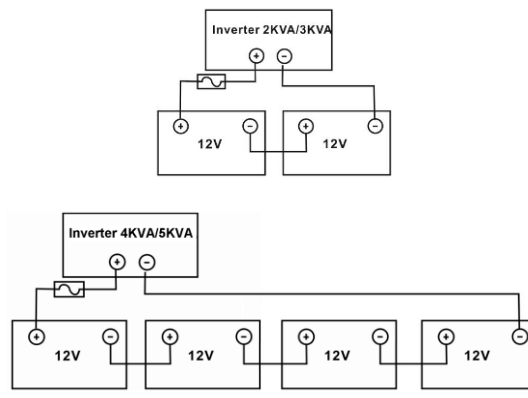 Inverter 2KVA/3KVA
+ −
+ − + −
12V 12V
Inverter 4KVA/5KVA
+ −
+ − + − + − + −
12V 12V 12V 12V